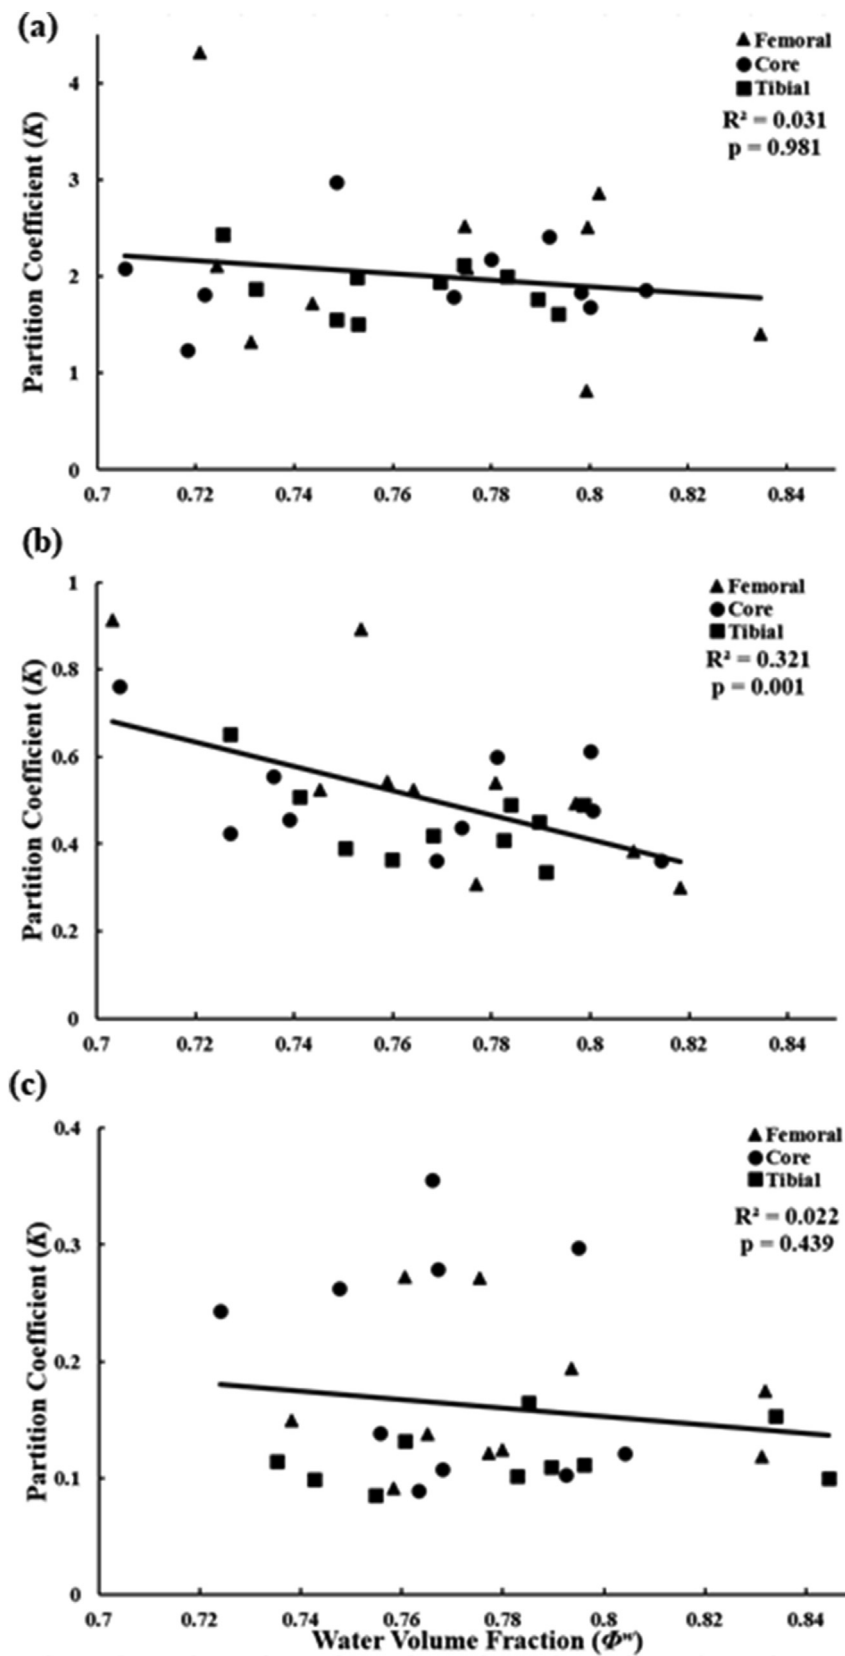 (a)
Partition Coefficient (K)
4
3
2
1
0
0.7 0.72 0.74 0.76 0.78 0.8 0.82 0.84
Femoral
Core
Tibial
R² = 0.031
p = 0.981
(b)
Partition Coefficient (K)
1
0.8
0.6
0.4
0.2
0
0.7 0.72 0.74 0.76 0.78 0.8 0.82 0.84
Femoral
Core
Tibial
R² = 0.321
p = 0.001
(c)
Partition Coefficient (K)
0.4
0.3
0.2
0.1
0
0.7 0.72 0.74 0.76 0.78 0.8 0.82 0.84
Femoral
Core
Tibial
R² = 0.022
p = 0.439
Water Volume Fraction (Φʷ)